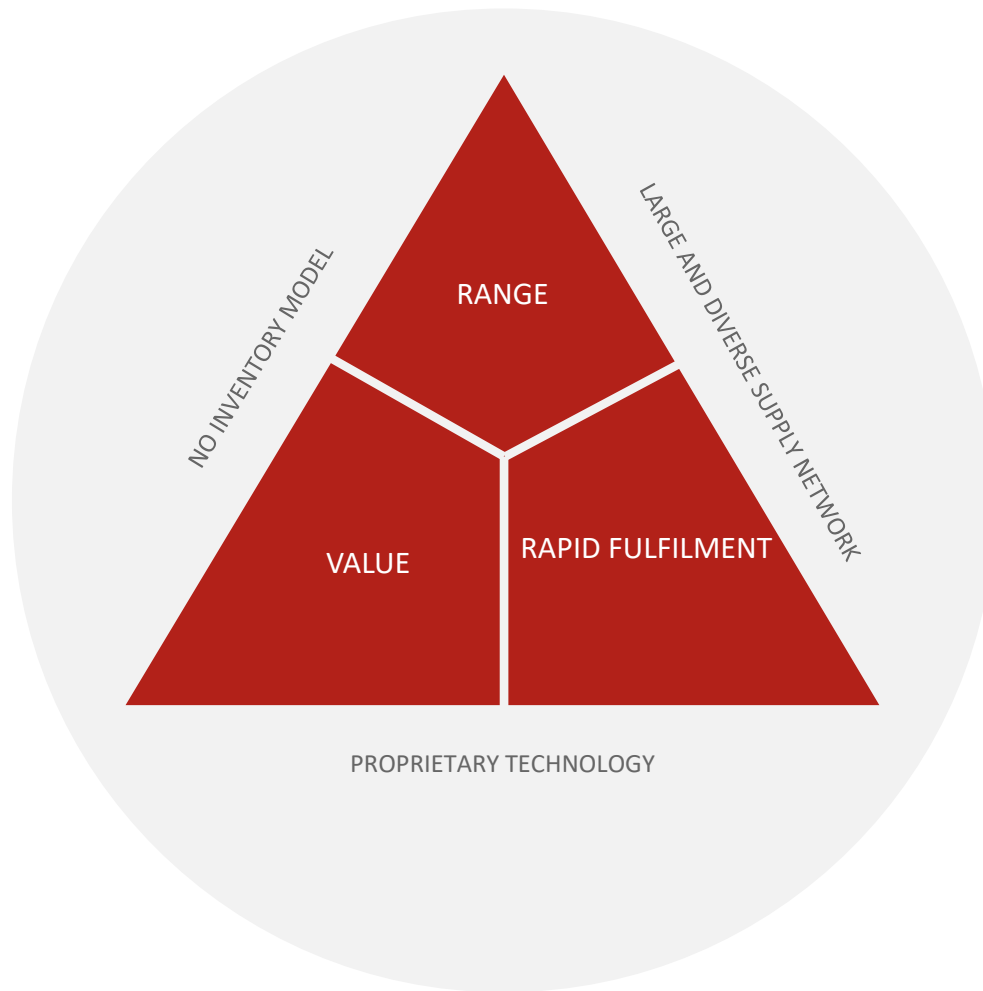 NO INVENTORY MODEL
LARGE AND DIVERSE SUPPLY NETWORK
RANGE
VALUE
RAPID FULFILMENT
PROPRIETARY TECHNOLOGY